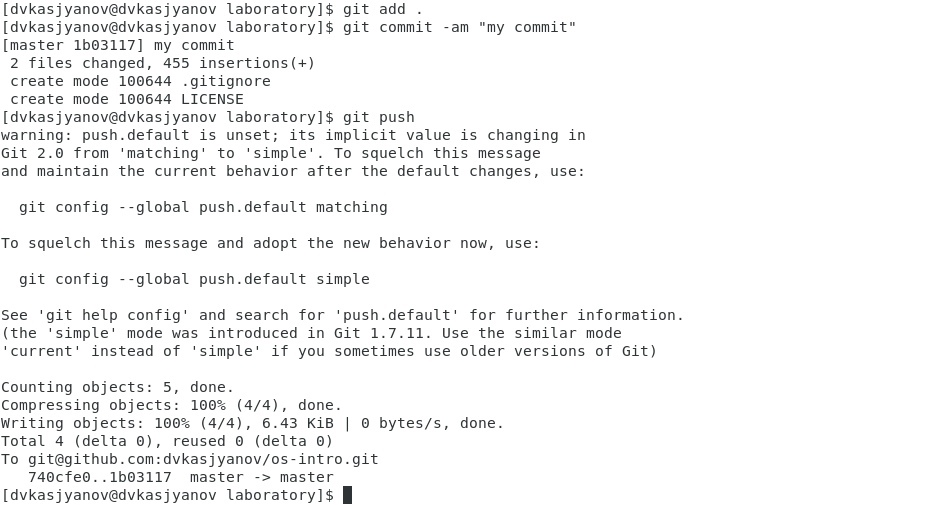 [dvkasjyanov@dvkasjyanov laboratory]$ git add .
[dvkasjyanov@dvkasjyanov laboratory]$ git commit -am "my commit"
[master 1b03117] my commit
 2 files changed, 455 insertions(+)
 create mode 100644 .gitignore
 create mode 100644 LICENSE
[dvkasjyanov@dvkasjyanov laboratory]$ git push
warning: push.default is unset; its implicit value is changing in
Git 2.0 from 'matching' to 'simple'. To squelch this message
and maintain the current behavior after the default changes, use:

  git config --global push.default matching

To squelch this message and adopt the new behavior now, use:

  git config --global push.default simple

See 'git help config' and search for 'push.default' for further information.
(the 'simple' mode was introduced in Git 1.7.11. Use the similar mode
'current' instead of 'simple' if you sometimes use older versions of Git)

Counting objects: 5, done.
Compressing objects: 100% (4/4), done.
Writing objects: 100% (4/4), 6.43 KiB | 0 bytes/s, done.
Total 4 (delta 0), reused 0 (delta 0)
To git@github.com:dvkasjyanov/os-intro.git
   740cfe0..1b03117  master -> master
[dvkasjyanov@dvkasjyanov laboratory]$